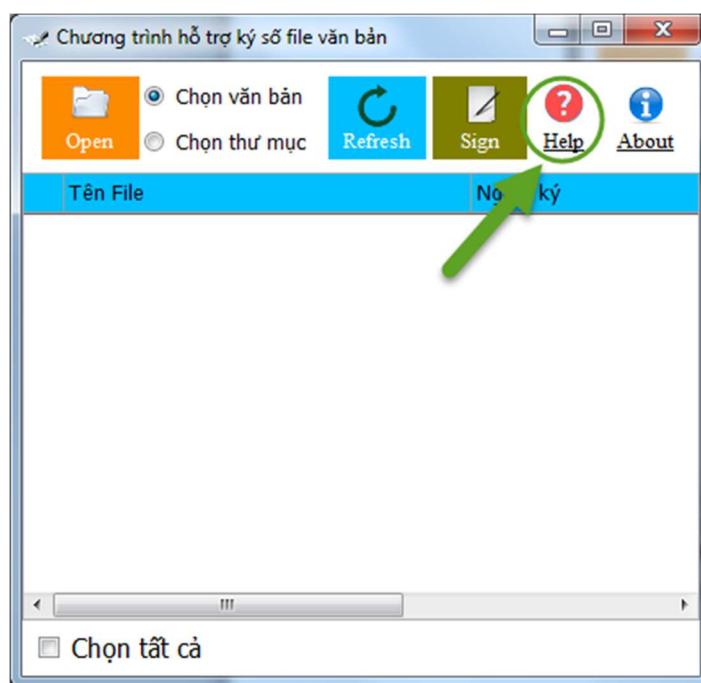 Chương trình hỗ trợ ký số file văn bản
Chọn văn bản
Open
Chọn thư mục
Refresh
Sign
Help
About
Tên File
ký
Chọn tất cả